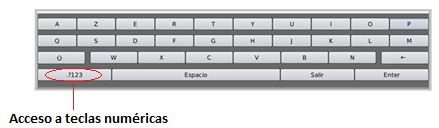 A Z E R T Y U I O P
Q S D F G H J K L M
⇧ W X C V B N ←
.?123 Espacio Salir Enter
Acceso a teclas numéricas